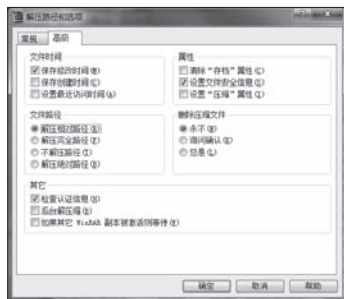 解压路径和选项
常规 高级
文件时间
保存修改时间(M)
保存创建时间(R)
设置最近访问时间(A)
属性
清除“存档”属性(C)
设置文件安全信息(S)
设置“压缩”属性(C)
文件路径
解压相对路径(L)
解压完全路径(F)
不解压路径(D)
解压绝对路径(B)
删除压缩文件
永不(N)
询问确认(I)
总是(L)
其它
检查认证信息(V)
后台解压缩(B)
如果其它 WinRAR 副本被激活则等待(W)
确定 取消 帮助